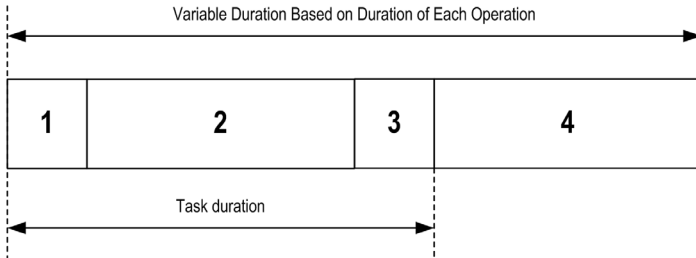 Variable Duration Based on Duration of Each Operation
1 2 3 4
Task duration